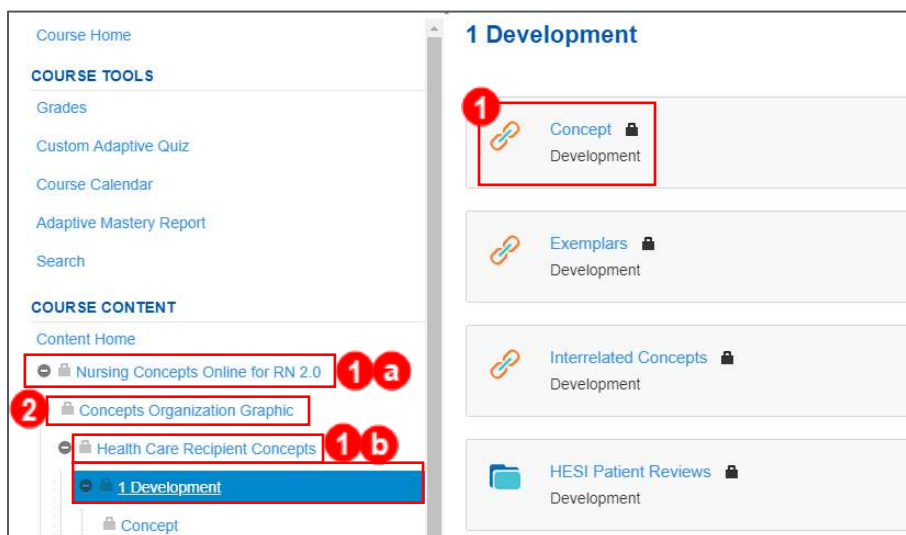 Course Home
COURSE TOOLS
Grades
Custom Adaptive Quiz
Course Calendar
Adaptive Mastery Report
Search
COURSE CONTENT
Content Home
Nursing Concepts Online for RN 2.0 1 a
2 Concepts Organization Graphic
Health Care Recipient Concepts 1 b
1 Development
Concept
1 Development
1
Concept
Development
Exemplars
Development
Interrelated Concepts
Development
HESI Patient Reviews
Development